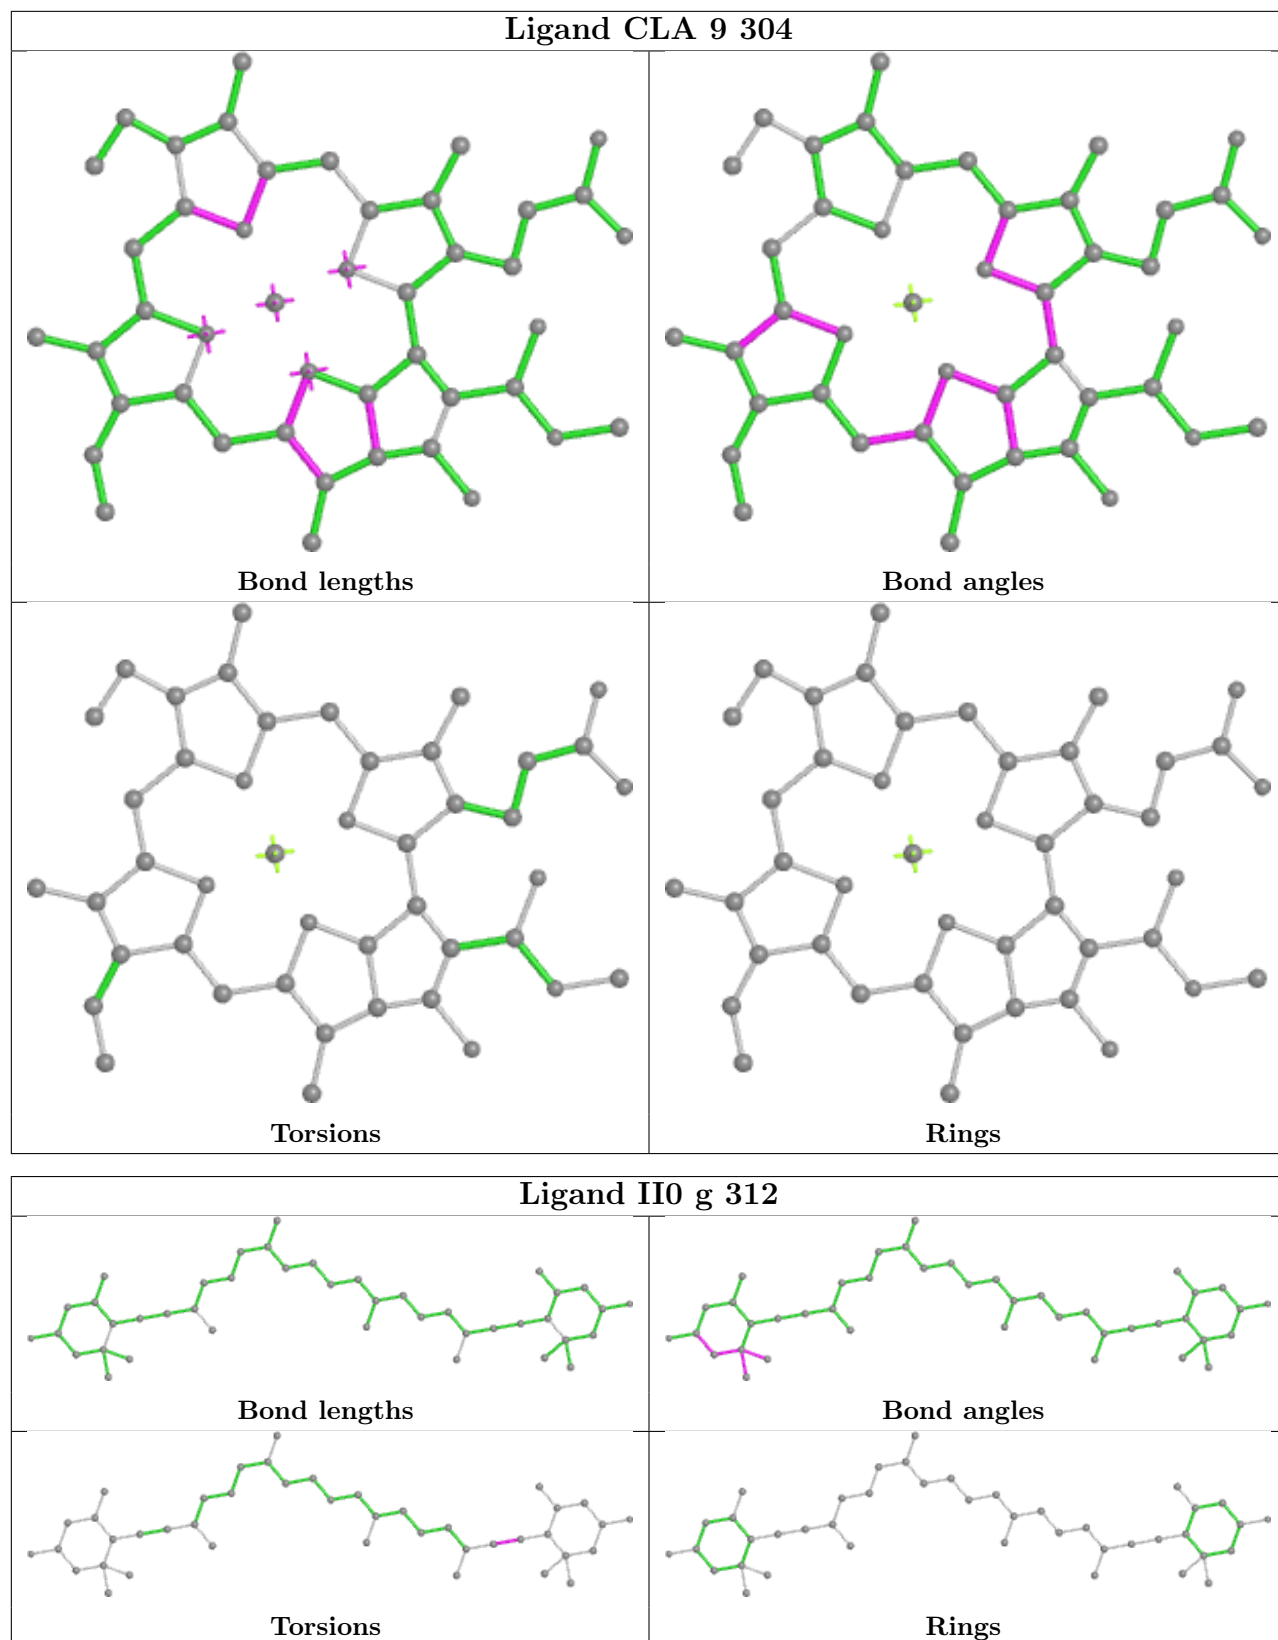 Ligand CLA 9 304
Bond lengths
Bond angles
Torsions
Rings
Ligand II0 g 312
Bond lengths
Bond angles
Torsions
Rings